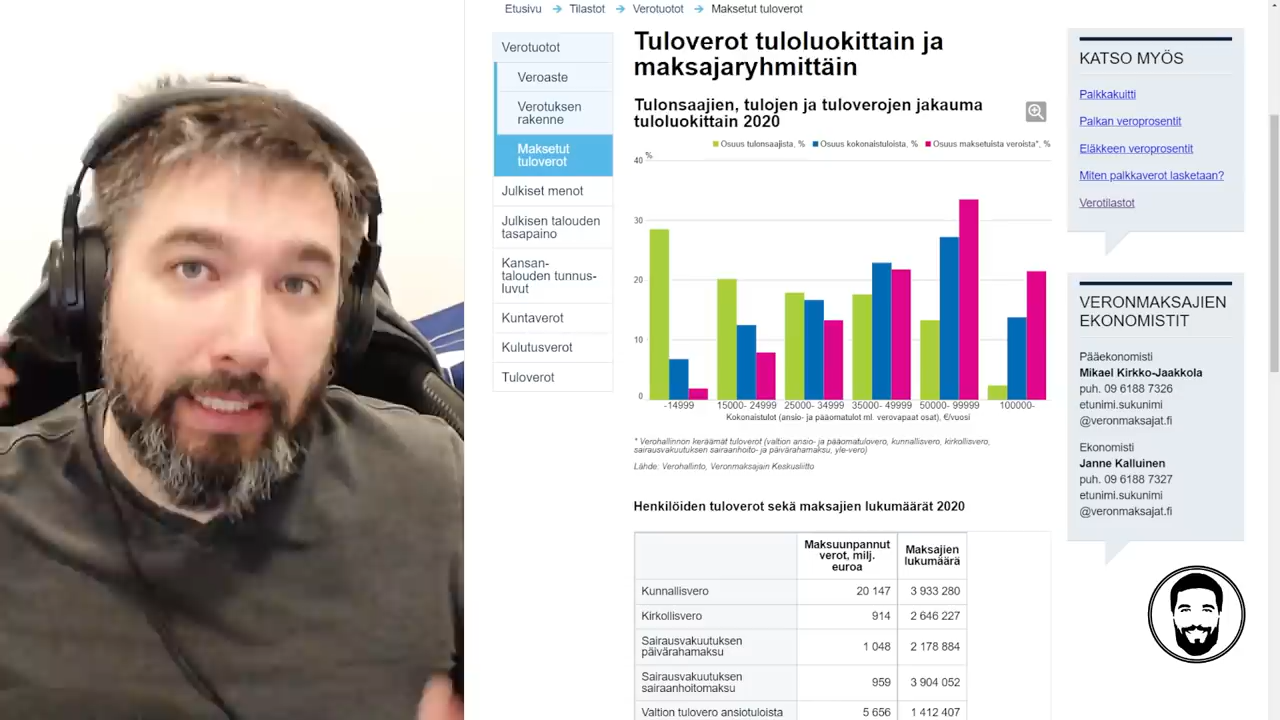 Etusivu → Tilastot → Verotuotot → Maksetut tuloverot
Verotuotot
Veroaste
Verotuksen
rakenne
Maksetut
tuloverot
Julkiset menot
Julkisen talouden
tasapaino
Kansan-
talouden tunnus-
luvut
Kuntaverot
Kulutusverot
Tuloverot
Tuloverot tuloluokittain ja
maksajaryhmittäin
Tulonsaajien, tulojen ja tuloverojen jakauma
tuloluokittain 2020
Osuus tulonsaajista, % Osuus kokonaistuloista, % Osuus maksetuista veroista*, %
40 %
30
20
10
0
-14999 15000- 24999 25000- 34999 35000- 49999 50000- 99999 100000-
Kokonaistulot (ansio- ja pääomatulot ml. verovapaat osat), €/vuosi
* Verohallinnon keräämät tuloverot (valtion ansio- ja pääomatulovero, kunnallisvero, kirkollisvero,
sairausvakuutuksen sairaanhoito- ja päivärahamaksu, yle-vero)
Lähde: Verohallinto, Veronmaksajain Keskusliitto
Henkilöiden tuloverot sekä maksajien lukumäärät 2020
Maksuunpannut
verot, milj.
euroa
Maksajien
lukumäärä
Kunnallisvero 20 147 3 933 280
Kirkollisvero 914 2 646 227
Sairausvakuutuksen
päivärahamaksu 1 048 2 178 884
Sairausvakuutuksen
sairaanhoitomaksu 959 3 904 052
Valtion tulovero ansiotuloista 5 656 1 412 407
KATSO MYÖS
Palkkakuitti
Palkan veroprosentit
Eläkkeen veroprosentit
Miten palkkaverot lasketaan?
Verotilastot
VERONMAKSAJIEN
EKONOMISTIT
Pääekonomisti
Mikael Kirkko-Jaakkola
puh. 09 6188 7326
etunimi.sukunimi
@veronmaksajat.fi
Ekonomisti
Janne Kalluinen
puh. 09 6188 7327
etunimi.sukunimi
@veronmaksajat.fi